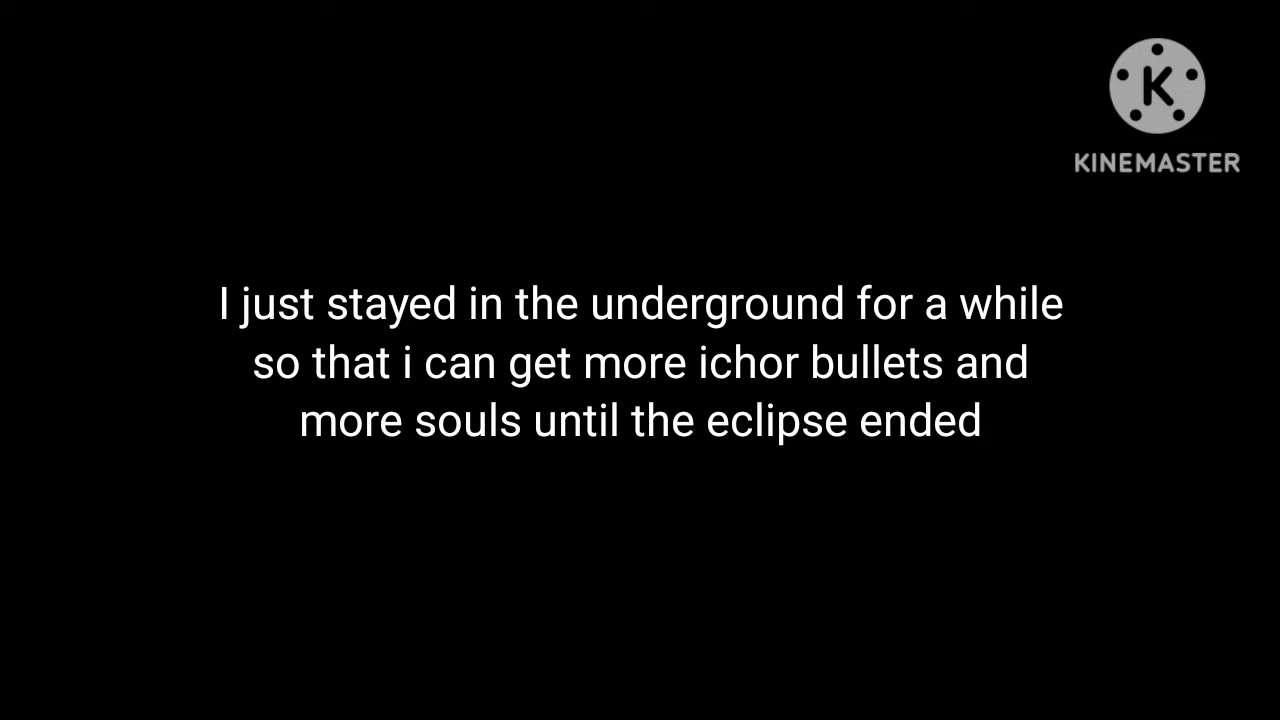 K
KINEMASTER
I just stayed in the underground for a while
so that i can get more ichor bullets and
more souls until the eclipse ended